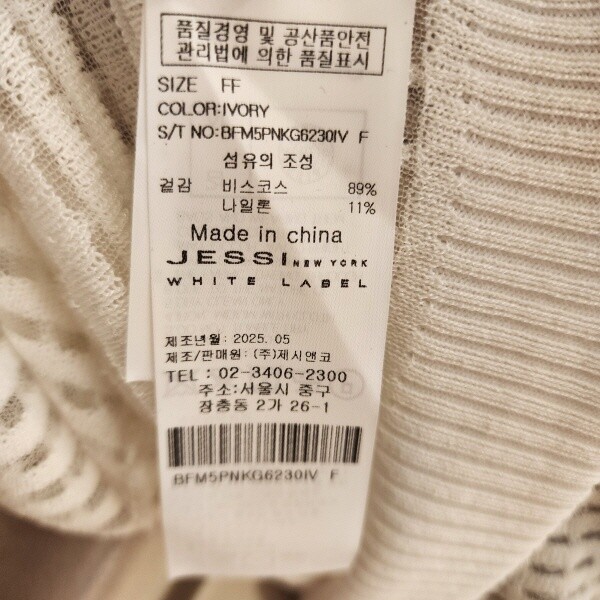 품질경영 및 공산품안전
관리법에 의한 품질표시
SIZE FF
COLOR:IVORY
S/T NO:BFM5PNKG6230IV F
섬유의 조성
겉감 비스코스 89%
나일론 11%
Made in china
JESSI NEW YORK
WHITE LABEL
제조년월: 2025. 05
제조/판매원: (주)제시앤코
TEL: 02-3406-2300
주소:서울시 중구
장충동 2가 26-1
BFM5PNKG6230IV F